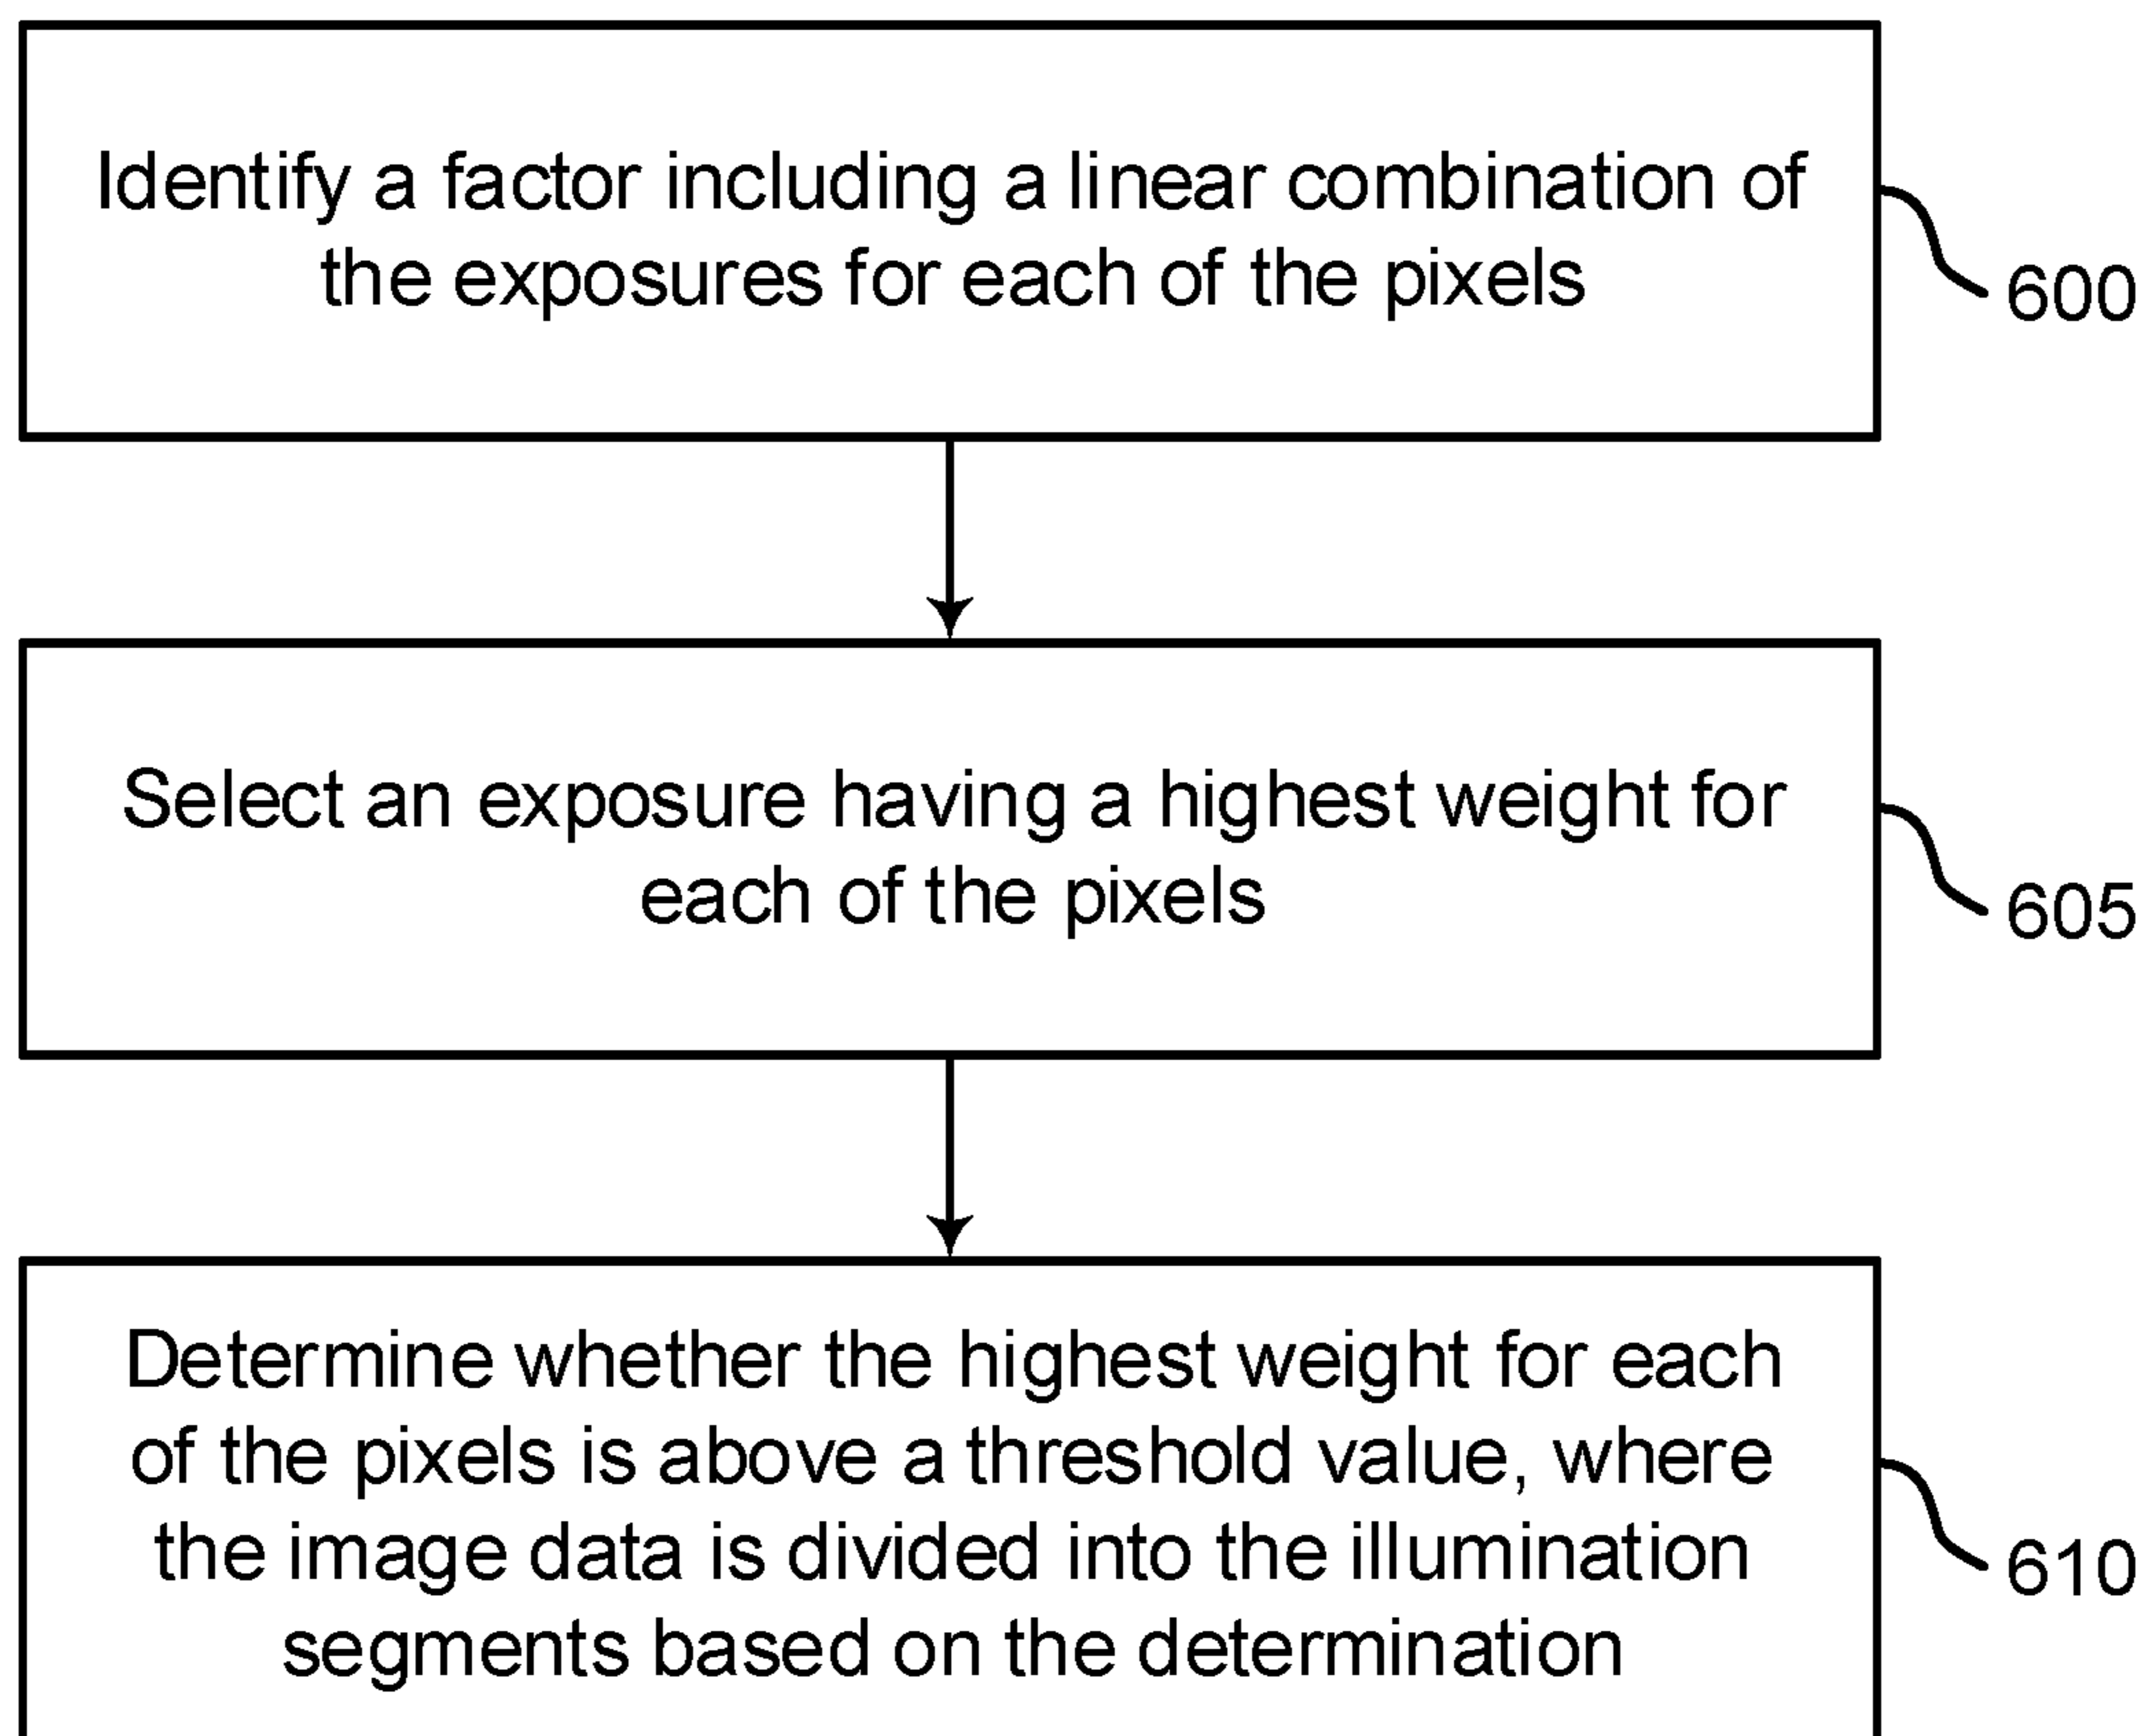 Identify a factor including a linear combination of
the exposures for each of the pixels
600
Select an exposure having a highest weight for
each of the pixels
605
Determine whether the highest weight for each
of the pixels is above a threshold value, where
the image data is divided into the illumination
segments based on the determination
610